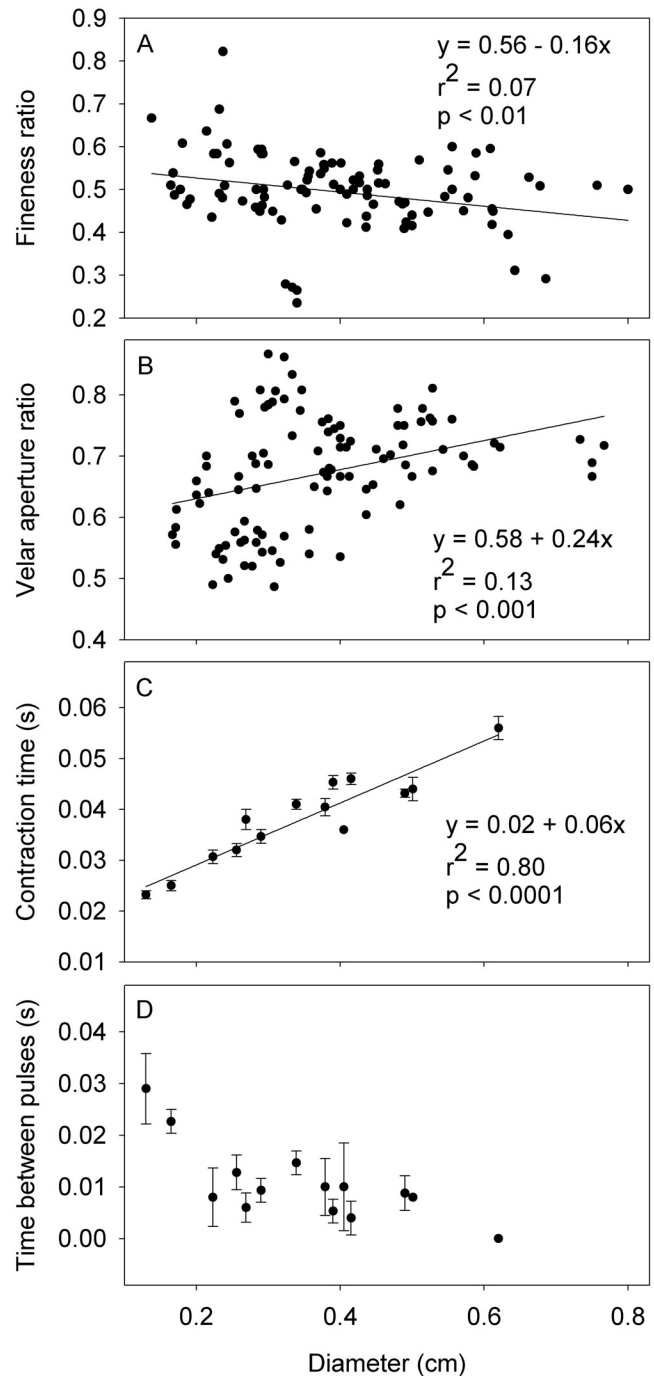 A
y = 0.56 - 0.16x
r2 = 0.07
p < 0.01
Fineness ratio
0.9
0.8
0.7
0.6
0.5
0.4
0.3
0.2
B
Velar aperture ratio
0.8
0.7
0.6
0.5
0.4
y = 0.58 + 0.24x
r2 = 0.13
p < 0.001
C
Contraction time (s)
0.06
0.05
0.04
0.03
0.02
0.01
y = 0.02 + 0.06x
r2 = 0.80
p < 0.0001
D
Time between pulses (s)
0.04
0.03
0.02
0.01
0.00
0.2 0.4 0.6 0.8
Diameter (cm)